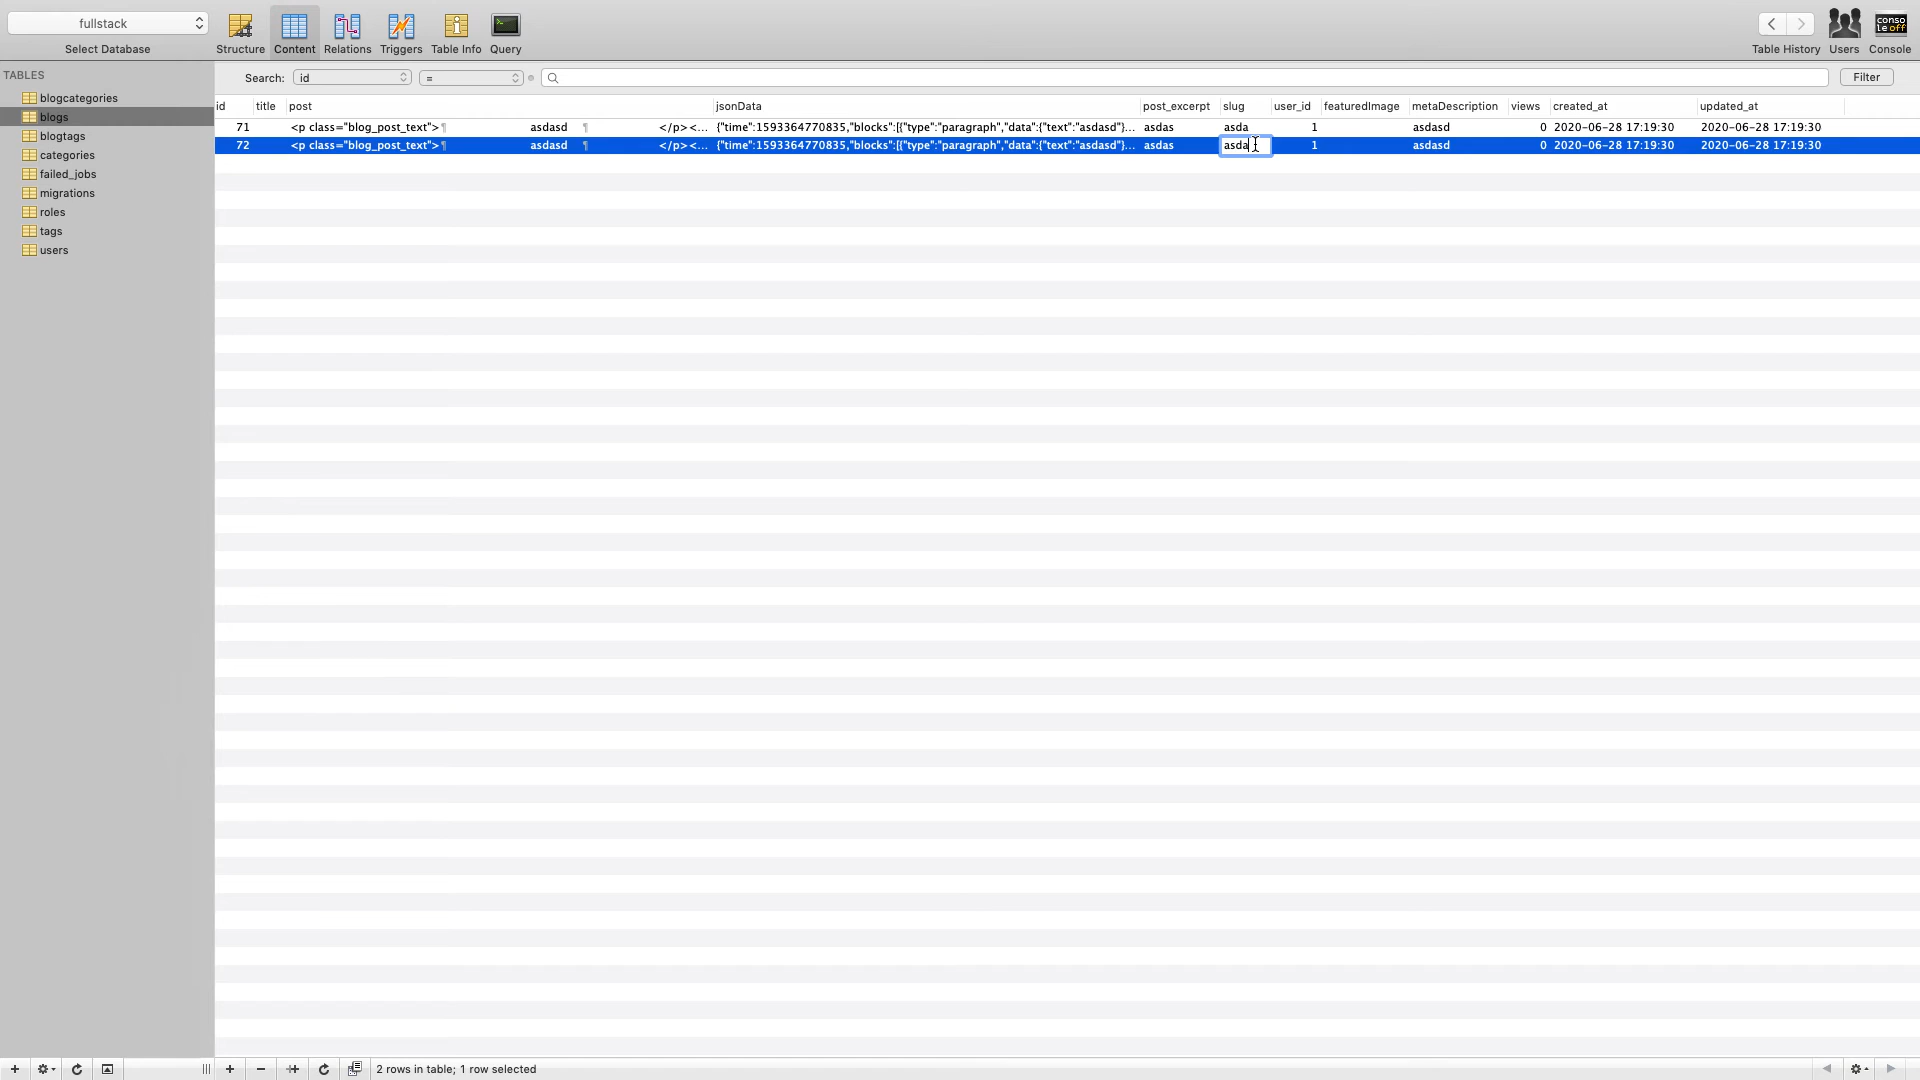 fullstack
Select Database
Structure
Content
Relations
Triggers
Table Info
Query
Table History
Users
conso
le off
Console
TABLES
blogcategories
blogs
blogtags
categories
failed_jobs
migrations
roles
tags
users
Search: id = Filter
id title post jsonData post_excerpt slug user_id featuredImage metaDescription views created_at updated_at
71 <p class="blog_post_text">¶ asdasd ¶ </p><... {"time":1593364770835,"blocks":[{"type":"paragraph","data":{"text":"asdasd"}... asdas asda 1 asdasd 0 2020-06-28 17:19:30 2020-06-28 17:19:30
72 <p class="blog_post_text">¶ asdasd ¶ </p><... {"time":1593364770835,"blocks":[{"type":"paragraph","data":{"text":"asdasd"}... asdas asda 1 asdasd 0 2020-06-28 17:19:30 2020-06-28 17:19:30
2 rows in table; 1 row selected